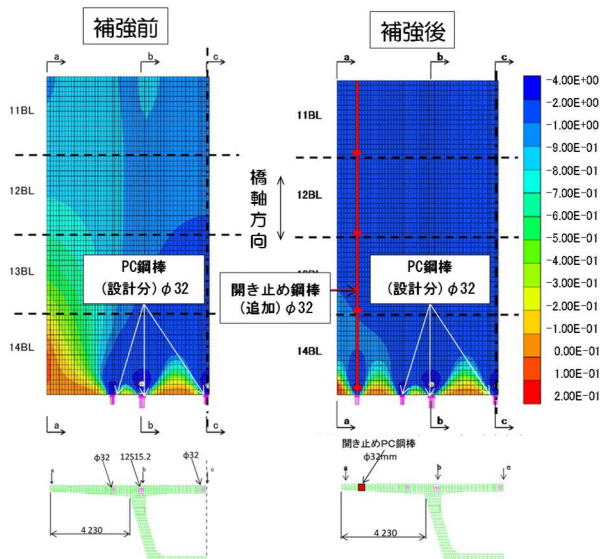 補強前
補強後
a
b
c
a
b
c
11BL
12BL
13BL
14BL
橋軸方向
11BL
12BL
14BL
PC鋼棒
(設計分)φ32
開き止め鋼棒
(追加)φ32
PC鋼棒
(設計分)φ32
-4.00E+00
-2.00E+00
-1.00E+00
-9.00E-01
-8.00E-01
-7.00E-01
-6.00E-01
-5.00E-01
-4.00E-01
-3.00E-01
-2.00E-01
-1.00E-01
0.00E-01
1.00E-01
2.00E-01
a
b
c
a
b
c
φ32
12S15.2
φ32
a
b
c
4 230
開き止めPC鋼棒
φ32mm
a
b
4 230